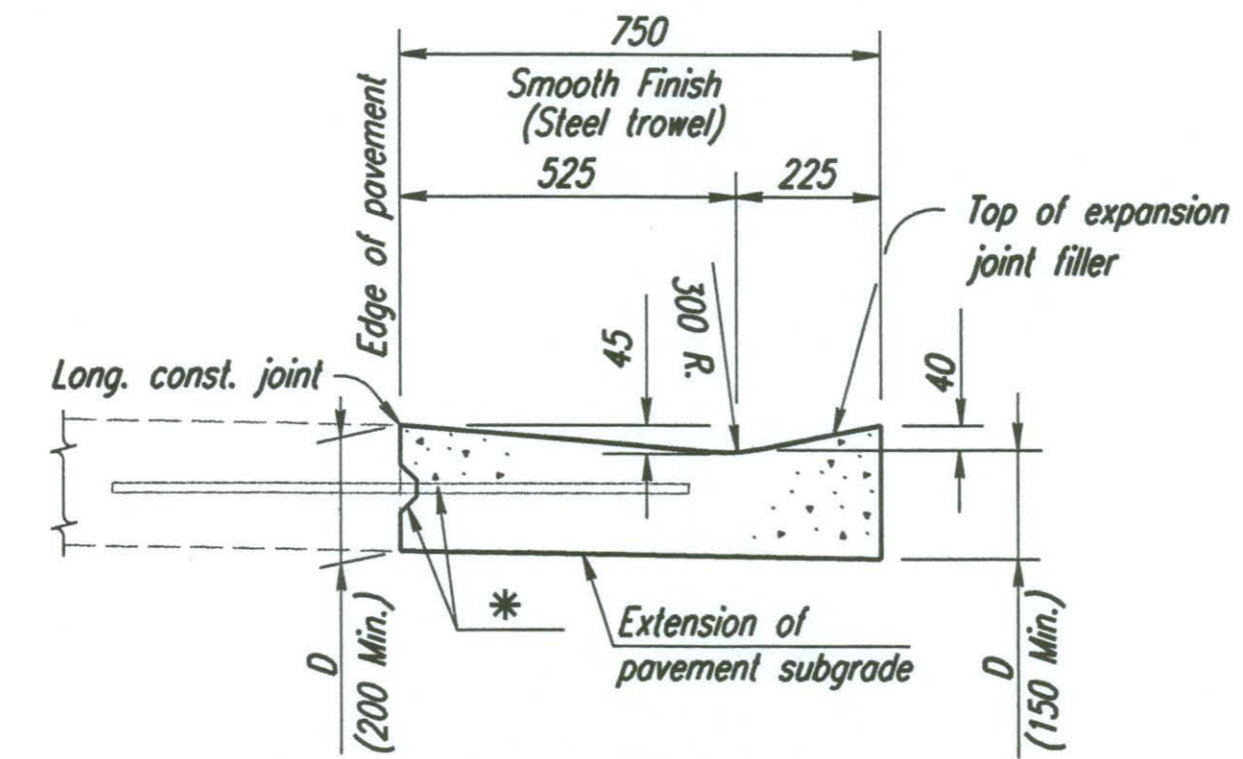 750
Smooth Finish
(Steel trowel)
Edge of pavement
525
225
Top of expansion
joint filler
300 R.
45
40
Long. const. joint
*
Extension of
pavement subgrade
D
(200 Min.)
D
(150 Min.)